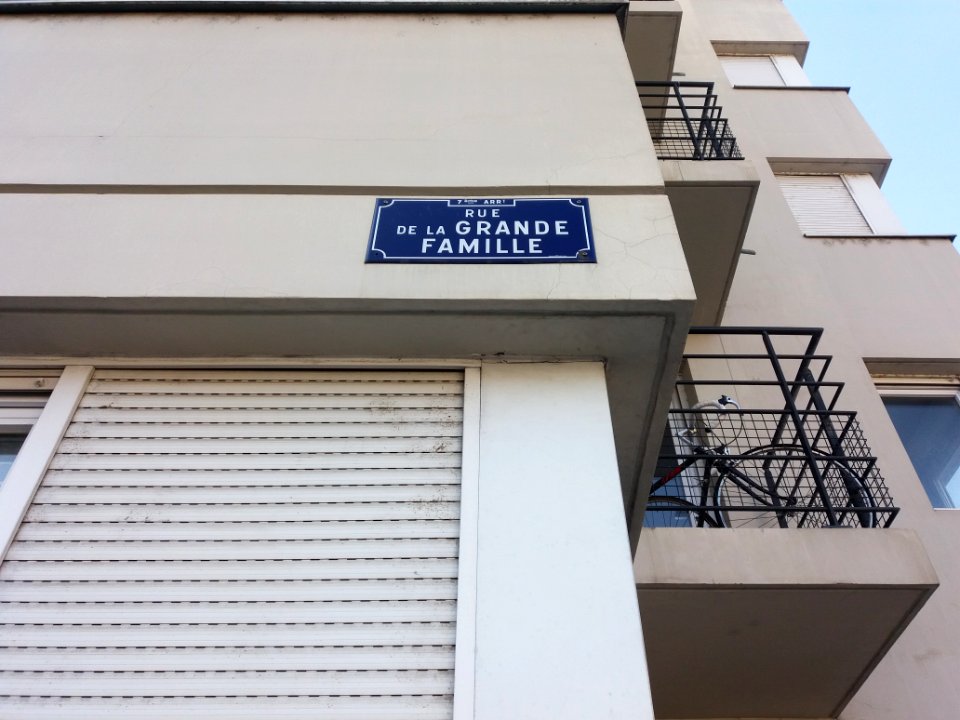 7ème ARRT
RUE
DE LA GRANDE
FAMILLE